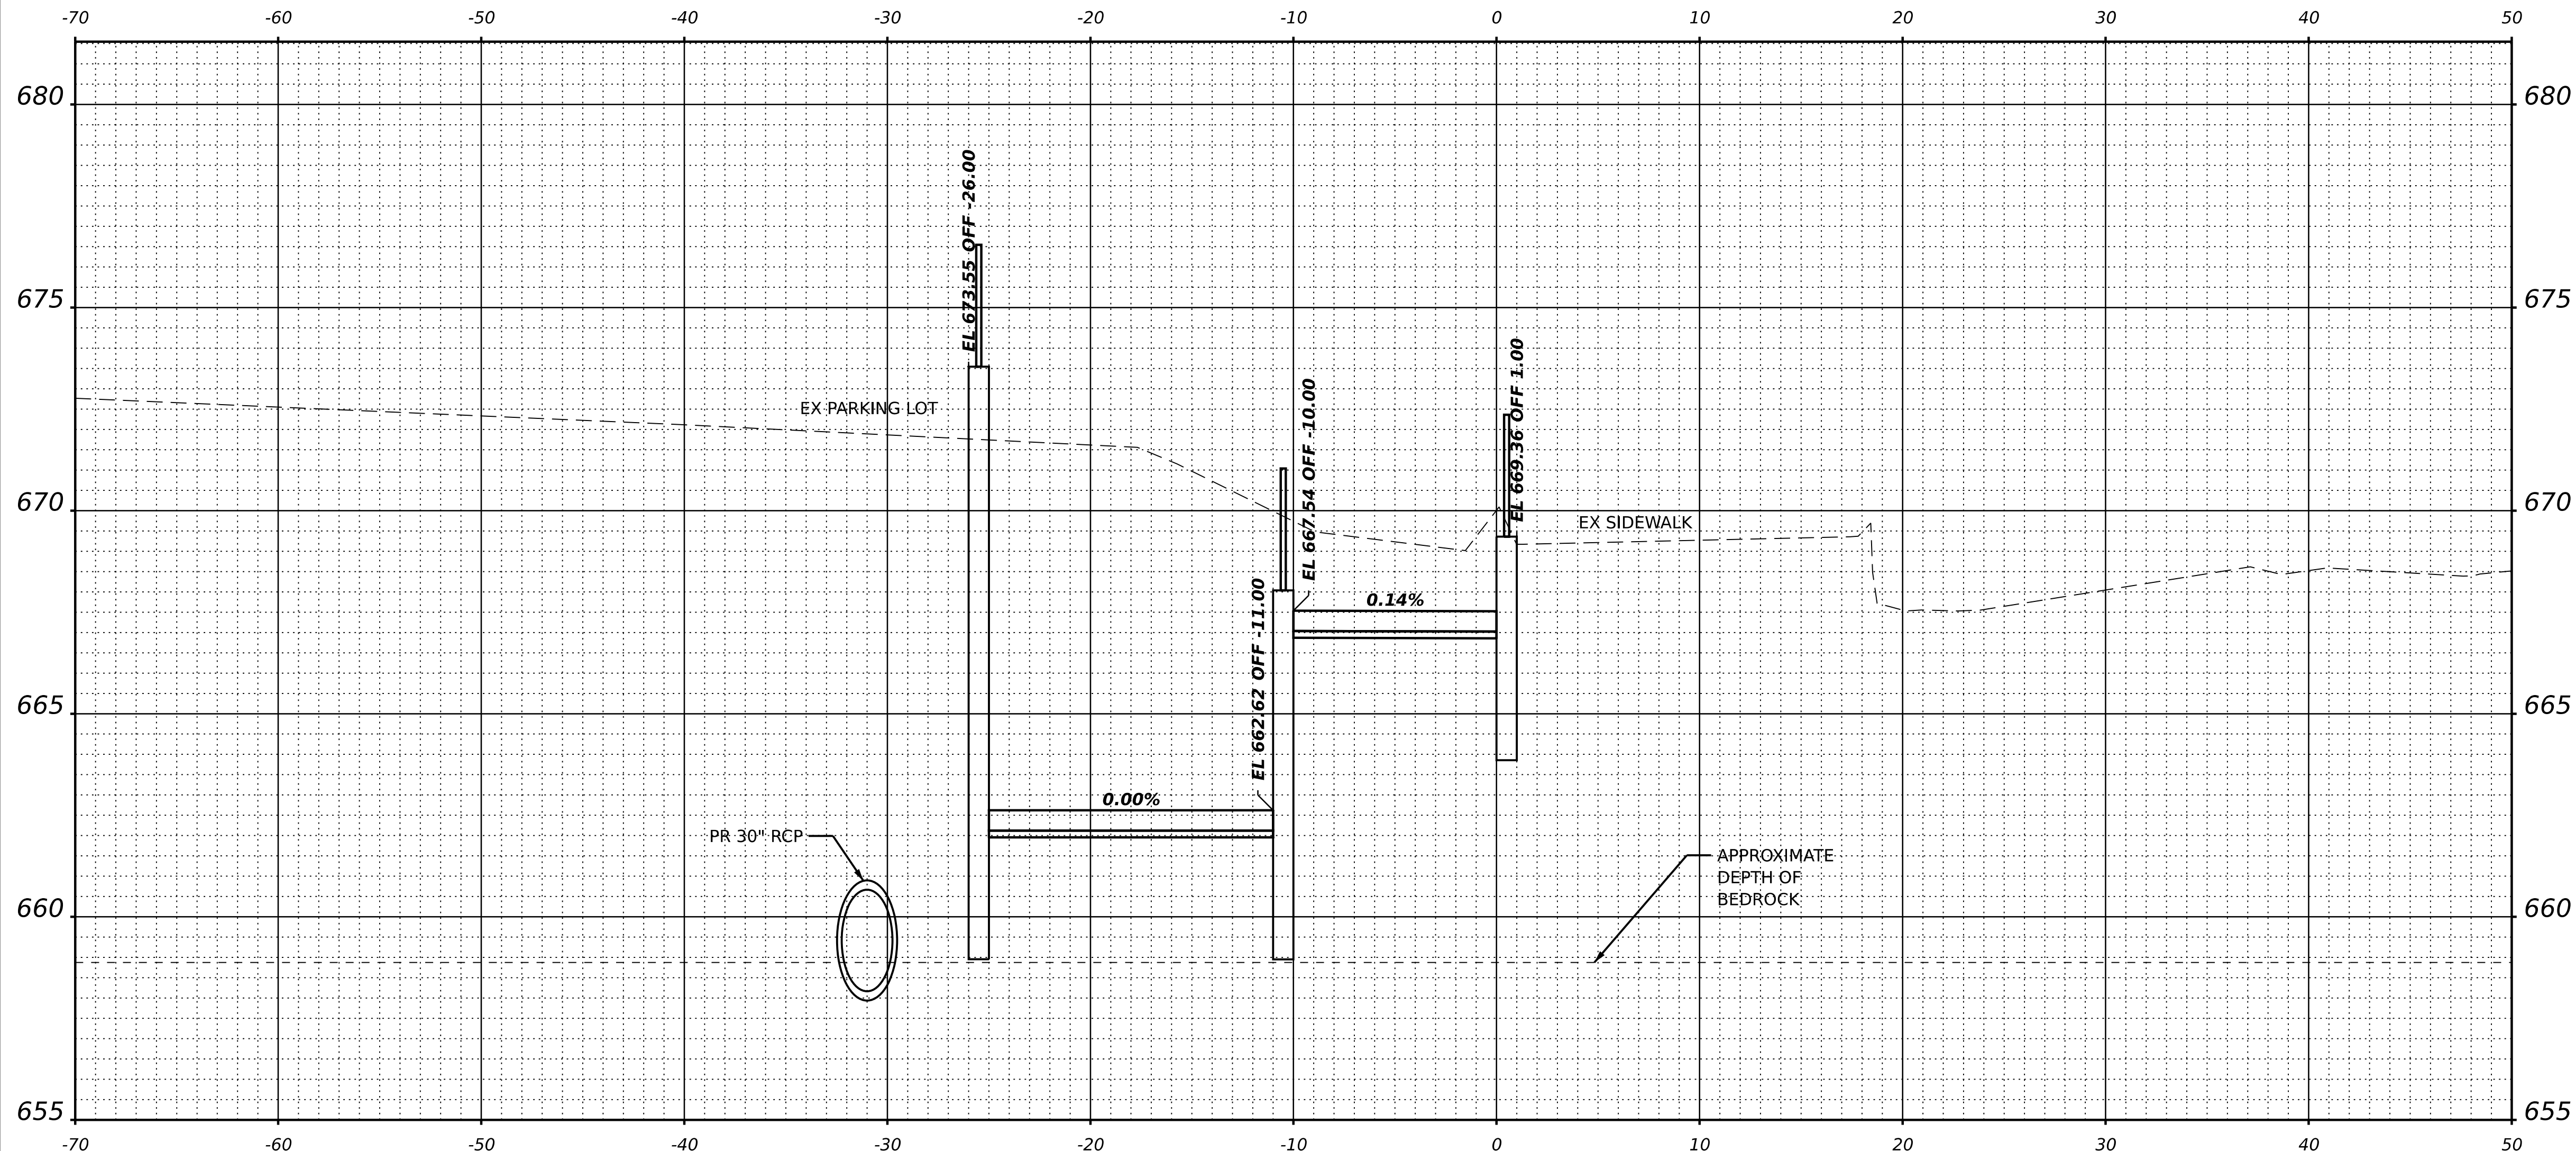 -70 -60 -50 -40 -30 -20 -10 0 10 20 30 40 50
680 680
EL 673.55 OFF -26.00
675 675
EL 669.36 OFF 1.00
EL 667.54 OFF -10.00
EX PARKING LOT
670 670
EX SIDEWALK
EL 662.62 OFF -11.00
0.14%
665 665
0.00%
PR 30" RCP
APPROXIMATE
DEPTH OF
BEDROCK
660 660
655 655
-70 -60 -50 -40 -30 -20 -10 0 10 20 30 40 50